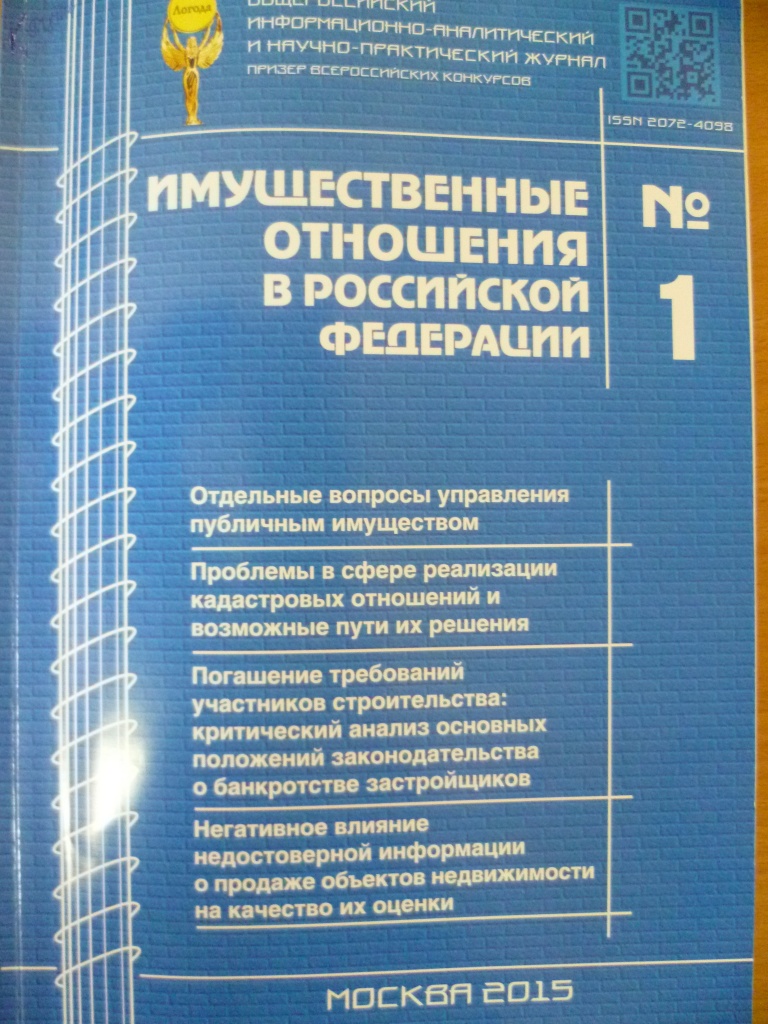 Логода
ОБЩЕРОССИЙСКИЙ
ИНФОРМАЦИОННО-АНАЛИТИЧЕСКИЙ
И НАУЧНО-ПРАКТИЧЕСКИЙ ЖУРНАЛ
ПРИЗЕР ВСЕРОССИЙСКИХ КОНКУРСОВ
ISSN 2072-4098
ИМУЩЕСТВЕННЫЕ
ОТНОШЕНИЯ
В РОССИЙСКОЙ
ФЕДЕРАЦИИ
№
1
Отдельные вопросы управления
публичным имуществом
Проблемы в сфере реализации
кадастровых отношений и
возможные пути их решения
Погашение требований
участников строительства:
критический анализ основных
положений законодательства
о банкротстве застройщиков
Негативное влияние
недостоверной информации
о продаже объектов недвижимости
на качество их оценки
МОСКВА 2015